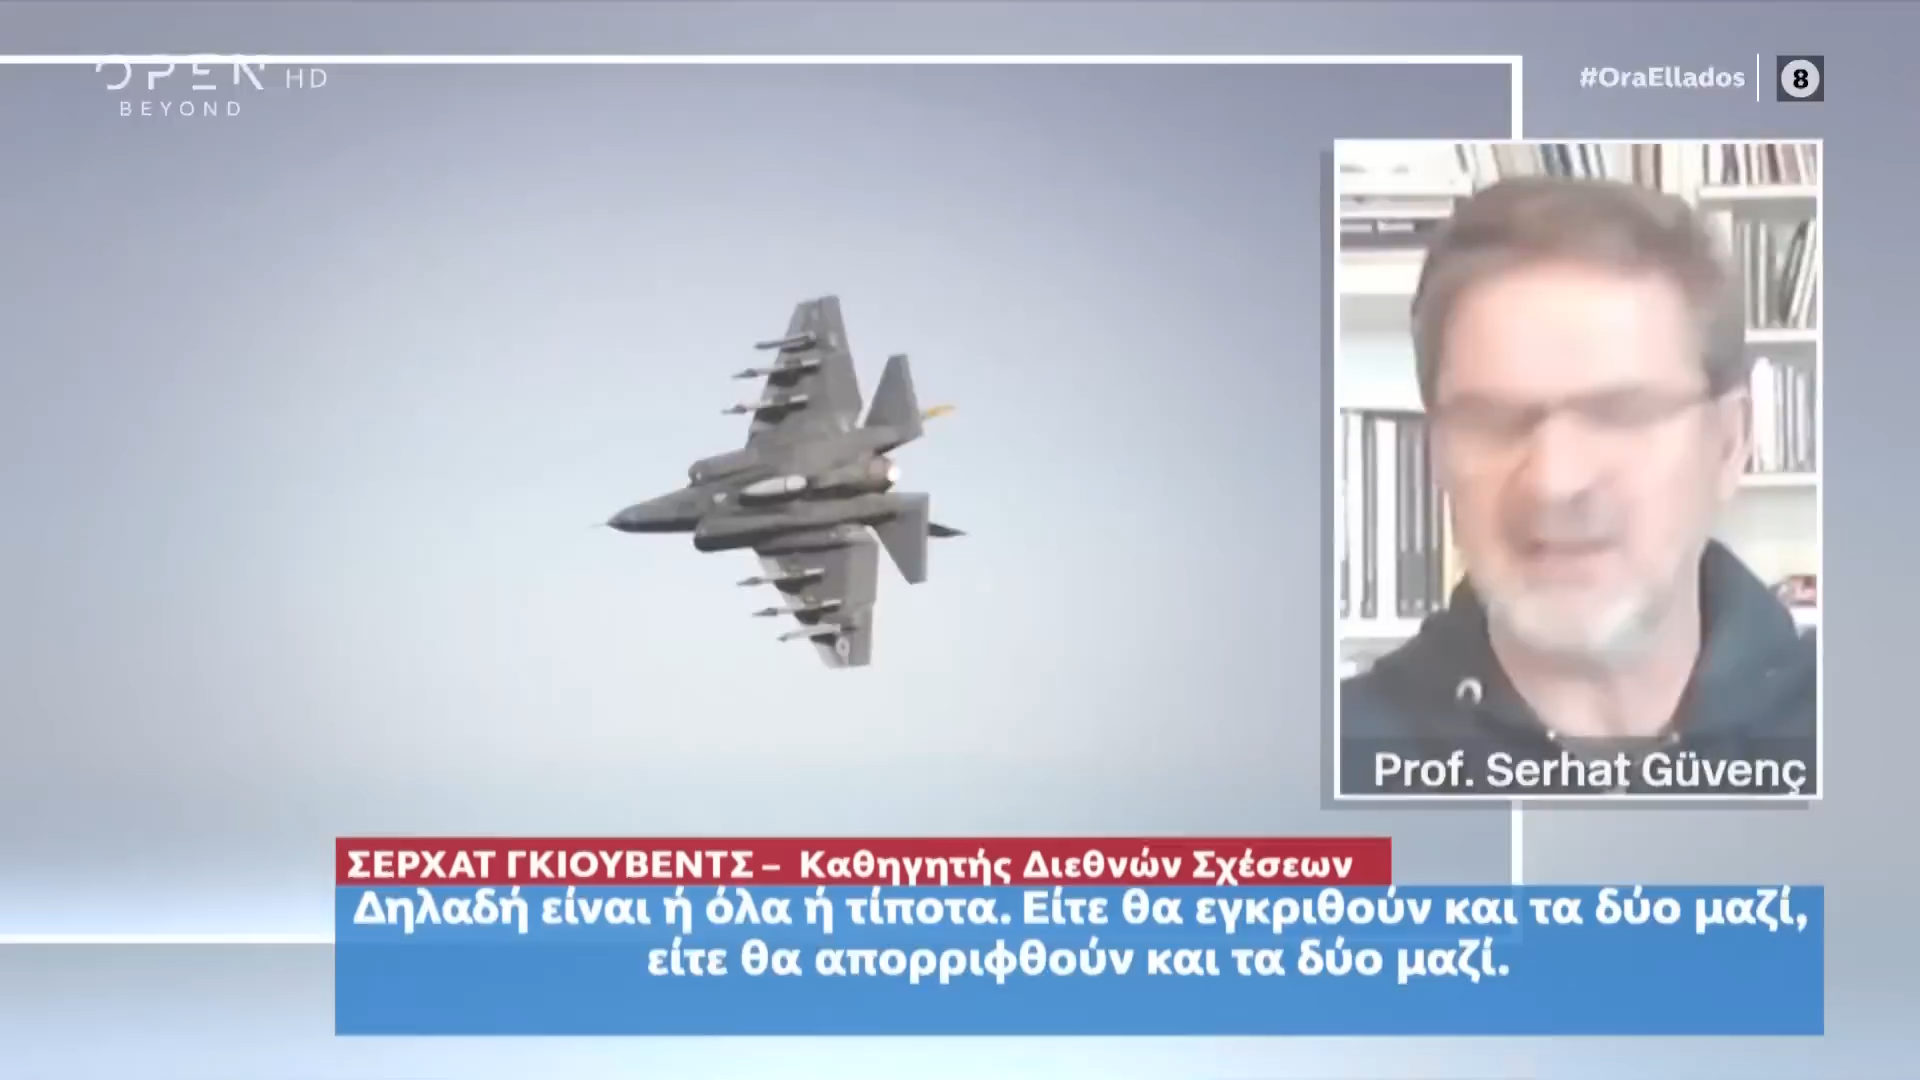 OPEN HD
BEYOND
#OraEllados
8
Prof. Serhat Güvenç
ΣΕΡΧΑΤ ΓΚΙΟΥΒΕΝΤΣ – Καθηγητής Διεθνών Σχέσεων
Δηλαδή είναι ή όλα ή τίποτα. Είτε θα εγκριθούν και τα δύο μαζί,
είτε θα απορριφθούν και τα δύο μαζί.